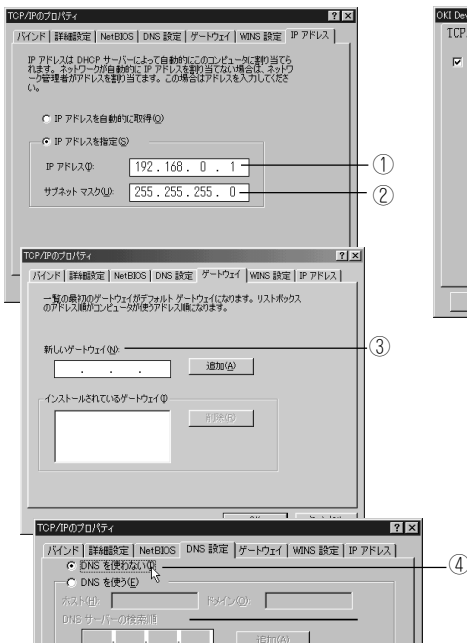 TCP/IPのプロパティ
バインド 詳細設定 NetBIOS DNS 設定 ゲートウェイ WINS 設定 IP アドレス
IP アドレスは DHCP サーバーによって自動的にこのコンピュータに割り当てら
れます。ネットワークが自動的に IP アドレスを割り当てない場合は、ネットワ
ーク管理者がアドレスを割り当てます。この場合はアドレスを入力してくださ
い。
IP アドレスを自動的に取得(O)
IP アドレスを指定(S)
IP アドレス(I):
192.168. 0 . 1
①
サブネット マスク(U):
255.255.255. 0
②
TCP/IPのプロパティ
バインド 詳細設定 NetBIOS DNS 設定 ゲートウェイ WINS 設定 IP アドレス
一覧の最初のゲートウェイがデフォルト ゲートウェイになります。リストボックス
のアドレス順がコンピュータが使うアドレス順になります。
新しいゲートウェイ(N):
③
追加(A)
インストールされているゲートウェイ(I)
削除(R)
TCP/IPのプロパティ
バインド 詳細設定 NetBIOS DNS 設定 ゲートウェイ WINS 設定 IP アドレス
DNS を使わない(I)
④
DNS を使う(E)
ホスト(H):
ドメイン(O):
DNS サーバーの検索順
追加(A)
OKI Dev
TCP